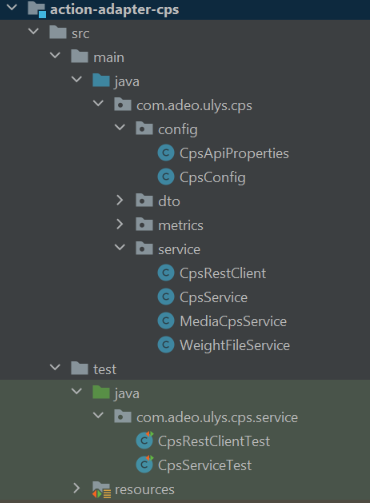 action-adapter-cps
src
main
java
com.adeo.ulys.cps
config
CpsApiProperties
CpsConfig
dto
metrics
service
CpsRestClient
CpsService
MediaCpsService
WeightFileService
test
java
com.adeo.ulys.cps.service
CpsRestClientTest
CpsServiceTest
resources